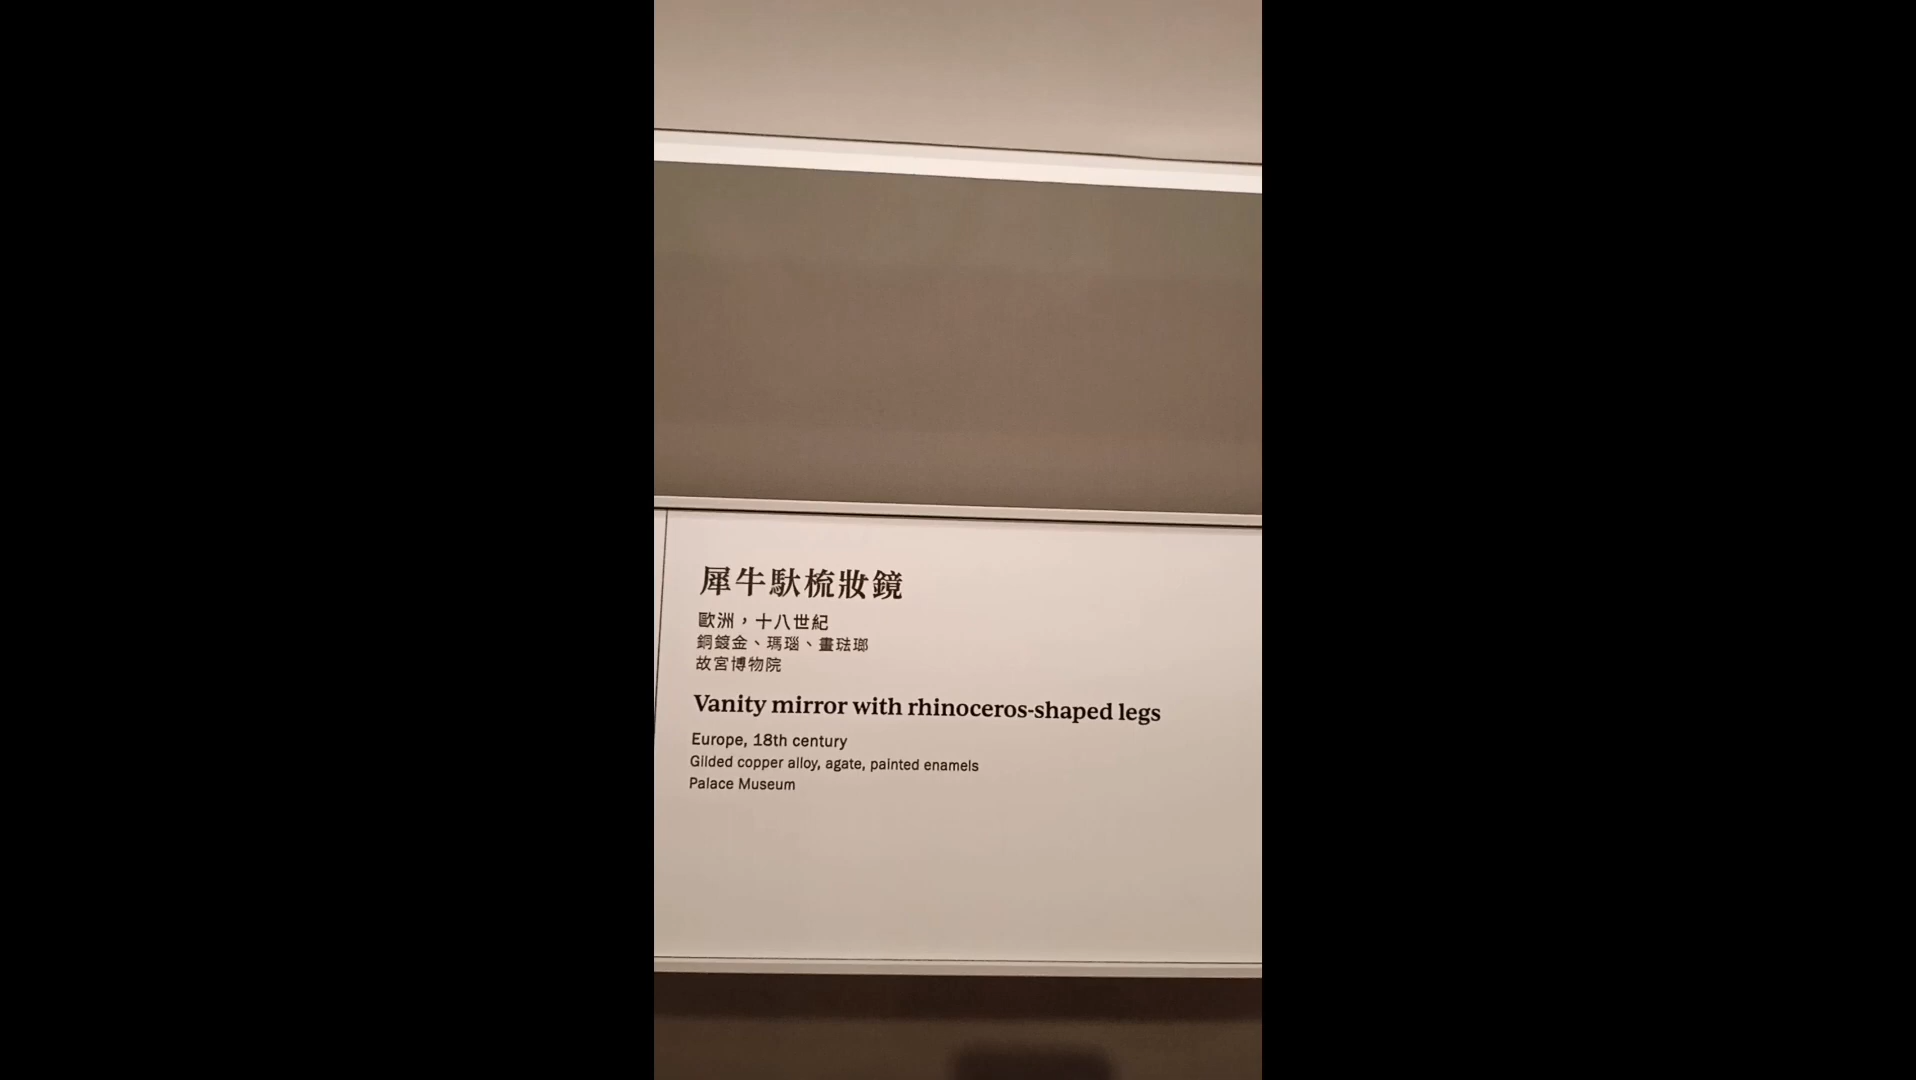 犀牛馱梳妝鏡
歐洲，十八世紀
銅鍍金、瑪瑙、畫琺瑯
故宮博物院
Vanity mirror with rhinoceros-shaped legs
Europe, 18th century
Gilded copper alloy, agate, painted enamels
Palace Museum